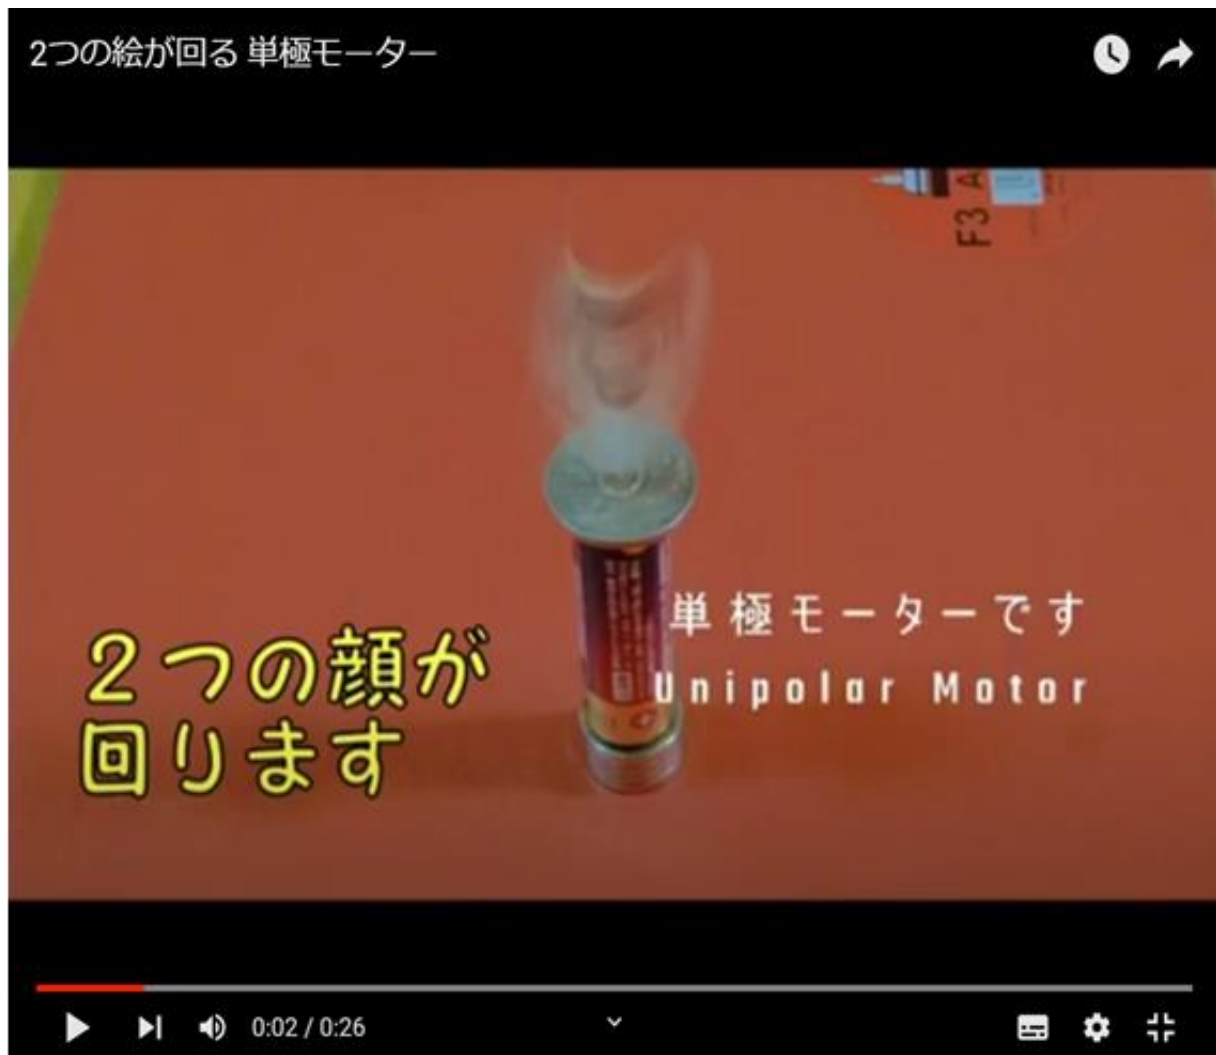 2つの絵が回る 単極モーター
F3 A
単極モーターです
Unipolar Motor
2つの顔が
回ります
0:02 / 0:26